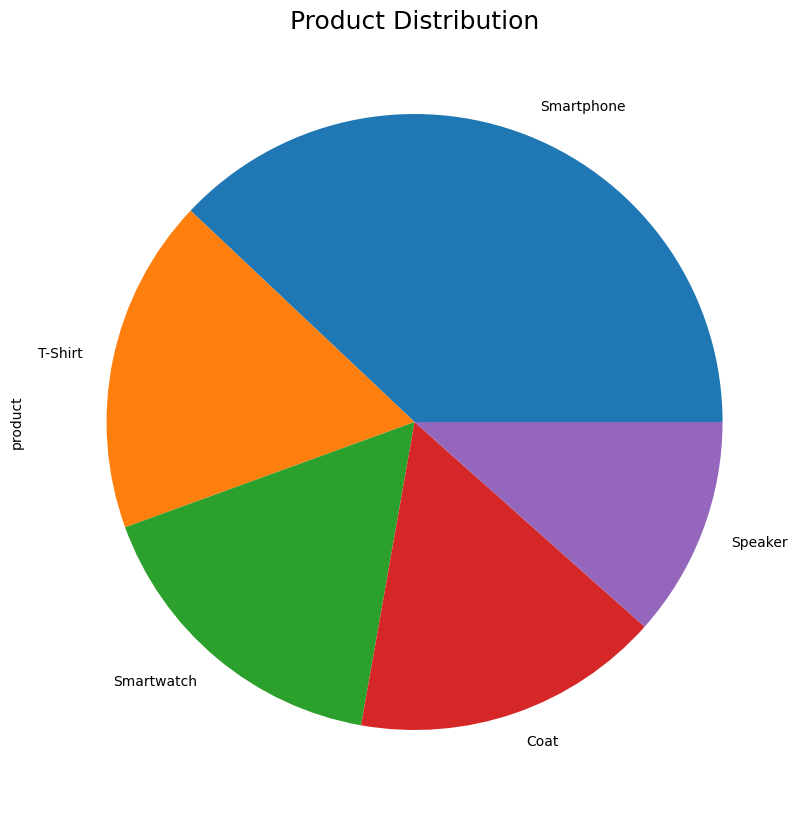 Product Distribution
Smartphone
T-Shirt
product
Speaker
Smartwatch
Coat